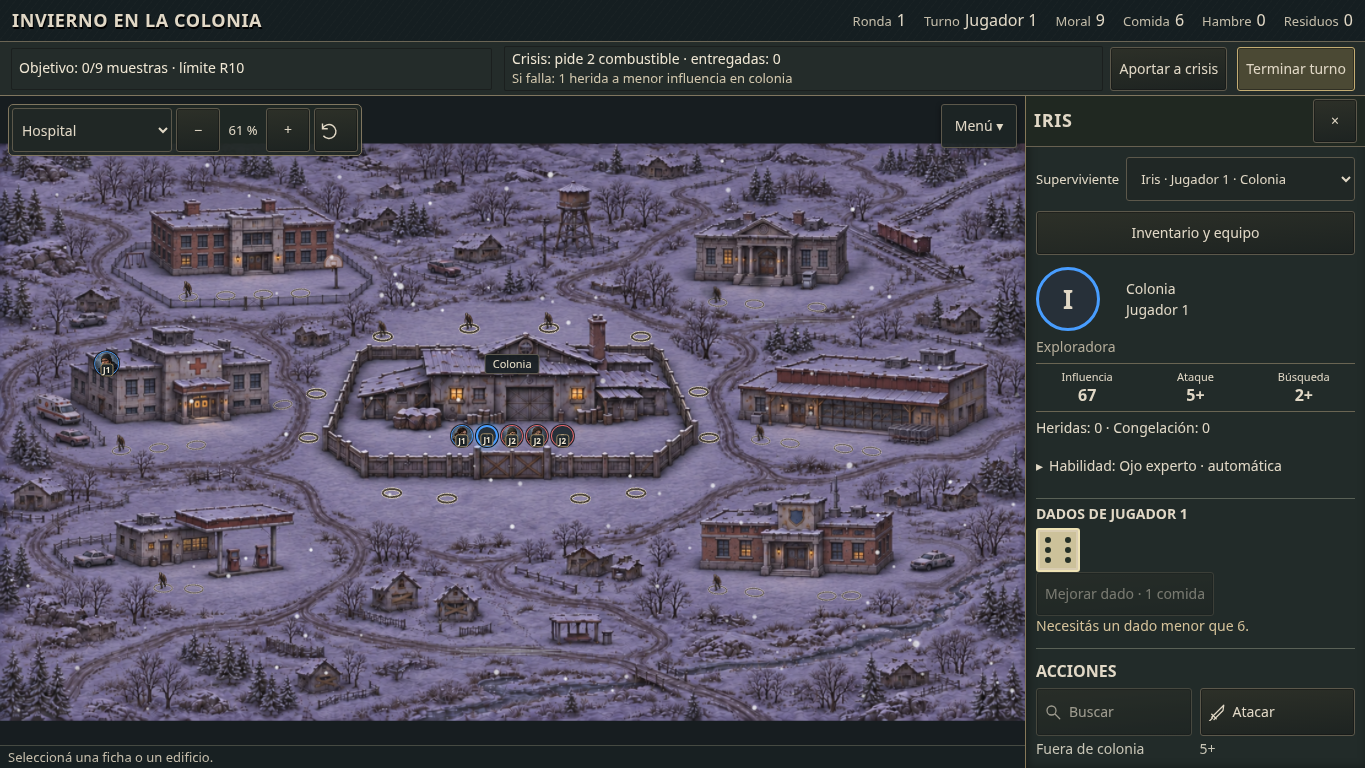 INVIERNO EN LA COLONIA
Ronda 1 Turno Jugador 1 Moral 9 Comida 6 Hambre 0 Residuos 0
Objetivo: 0/9 muestras · límite R10
Crisis: pide 2 combustible · entregadas: 0
Si falla: 1 herida a menor influencia en colonia
Aportar a crisis
Terminar turno
Hospital
−
61 %
+
Menú ▾
Colonia
J1
J1
J1
J2
J2
J2
IRIS
×
Superviviente
Iris · Jugador 1 · Colonia
Inventario y equipo
I
Colonia
Jugador 1
Exploradora
Influencia Ataque Búsqueda
67 5+ 2+
Heridas: 0 · Congelación: 0
▸ Habilidad: Ojo experto · automática
DADOS DE JUGADOR 1
Mejorar dado · 1 comida
Necesitás un dado menor que 6.
ACCIONES
Buscar
Atacar
Fuera de colonia
5+
Seleccioná una ficha o un edificio.